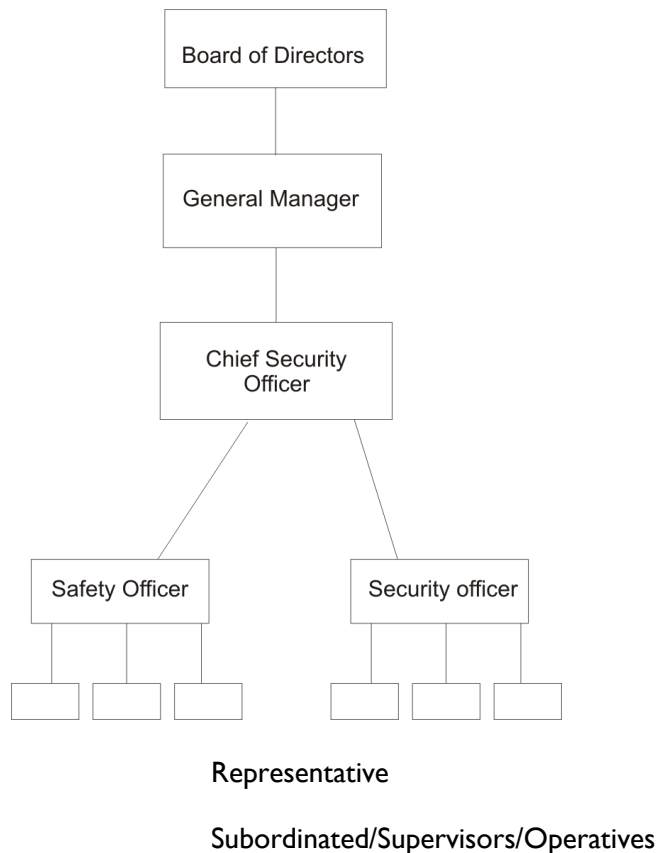 Board of Directors
General Manager
Chief Security
Officer
Safety Officer
Security officer
Representative
Subordinated/Supervisors/Operatives